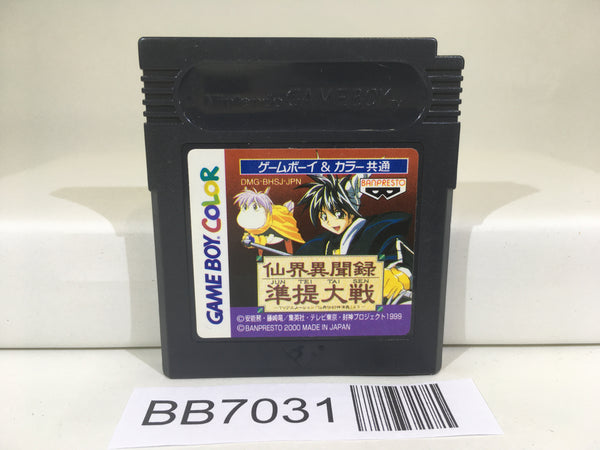 Nintendo GAME BOY
ゲームボーイ & カラー共通
DMG-BHSJ-JPN
BANPRESTO
GAME BOY COLOR
仙界異聞録
JUN TEI TAI SEN
準提大戦
©安能務・藤崎竜/集英社・テレビ東京・封神プロジェクト1999
©BANPRESTO 2000 MADE IN JAPAN
BB7031